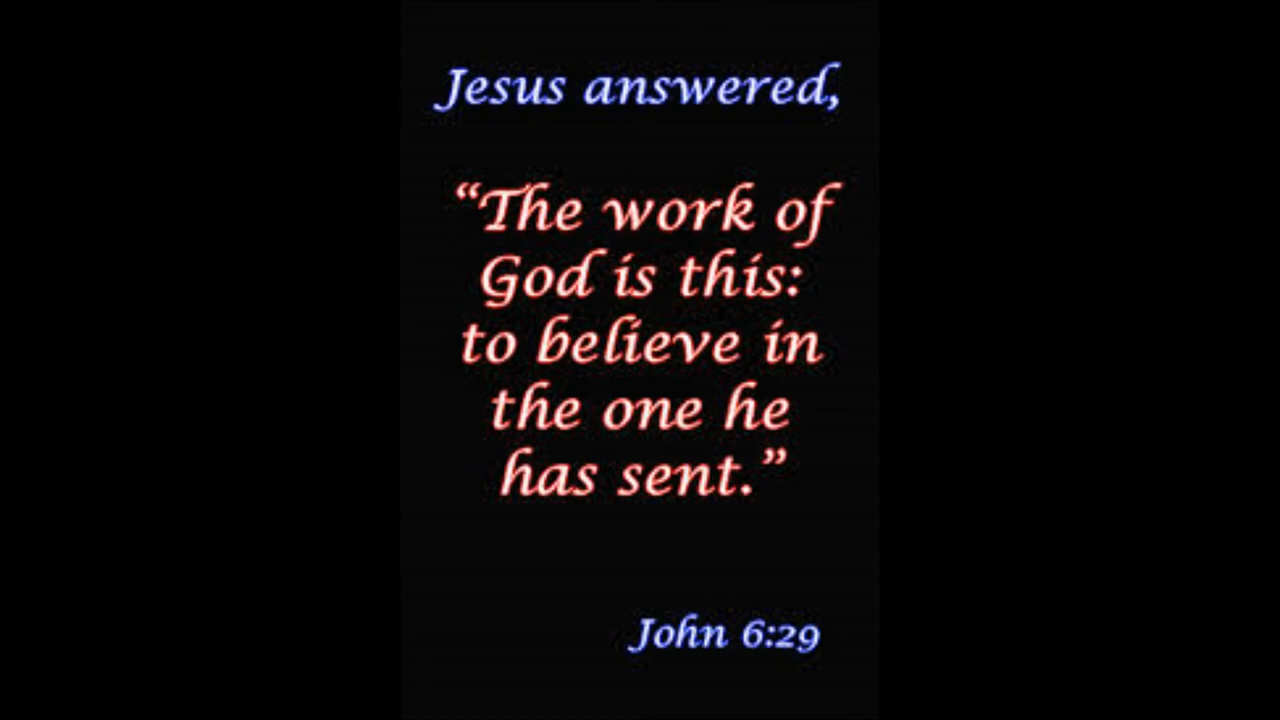 Jesus answered,
“The work of
God is this:
to believe in
the one he
has sent.”
John 6:29